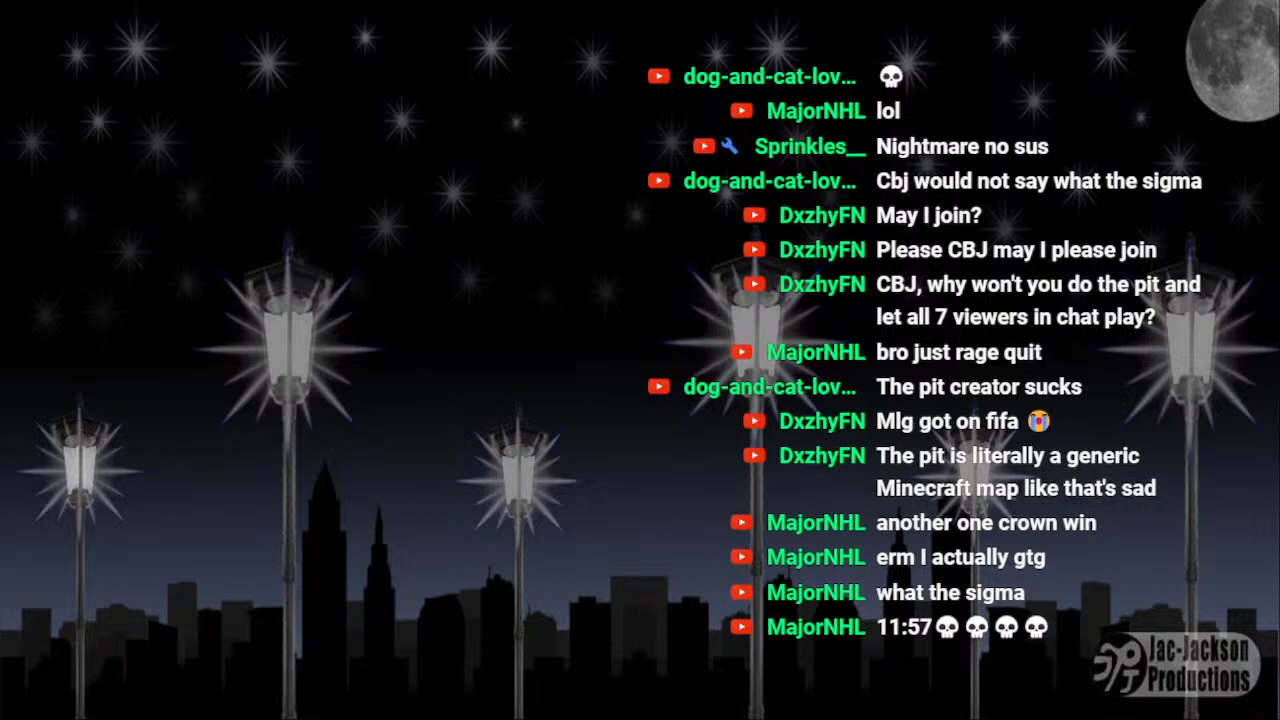 dog-and-cat-lov... 💀
MajorNHL lol
Sprinkles__ Nightmare no sus
dog-and-cat-lov... Cbj would not say what the sigma
DxzhyFN May I join?
DxzhyFN Please CBJ may I please join
DxzhyFN CBJ, why won't you do the pit and
let all 7 viewers in chat play?
MajorNHL bro just rage quit
dog-and-cat-lov... The pit creator sucks
DxzhyFN Mlg got on fifa 😭
DxzhyFN The pit is literally a generic
Minecraft map like that's sad
MajorNHL another one crown win
MajorNHL erm I actually gtg
MajorNHL what the sigma
MajorNHL 11:57💀💀💀💀
Jac-Jackson
Productions